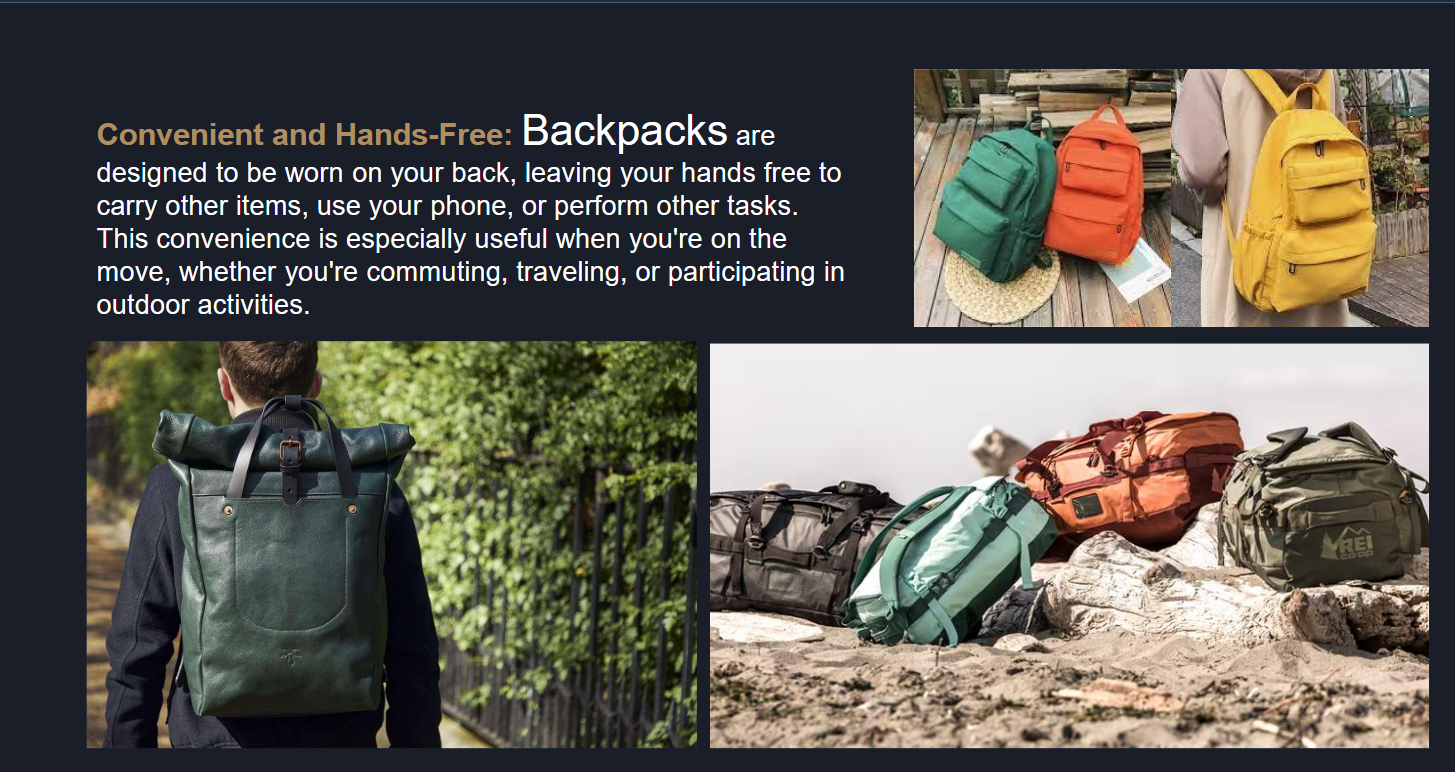 Convenient and Hands-Free: Backpacks are
designed to be worn on your back, leaving your hands free to
carry other items, use your phone, or perform other tasks.
This convenience is especially useful when you're on the
move, whether you're commuting, traveling, or participating in
outdoor activities.
REI
CO·OP